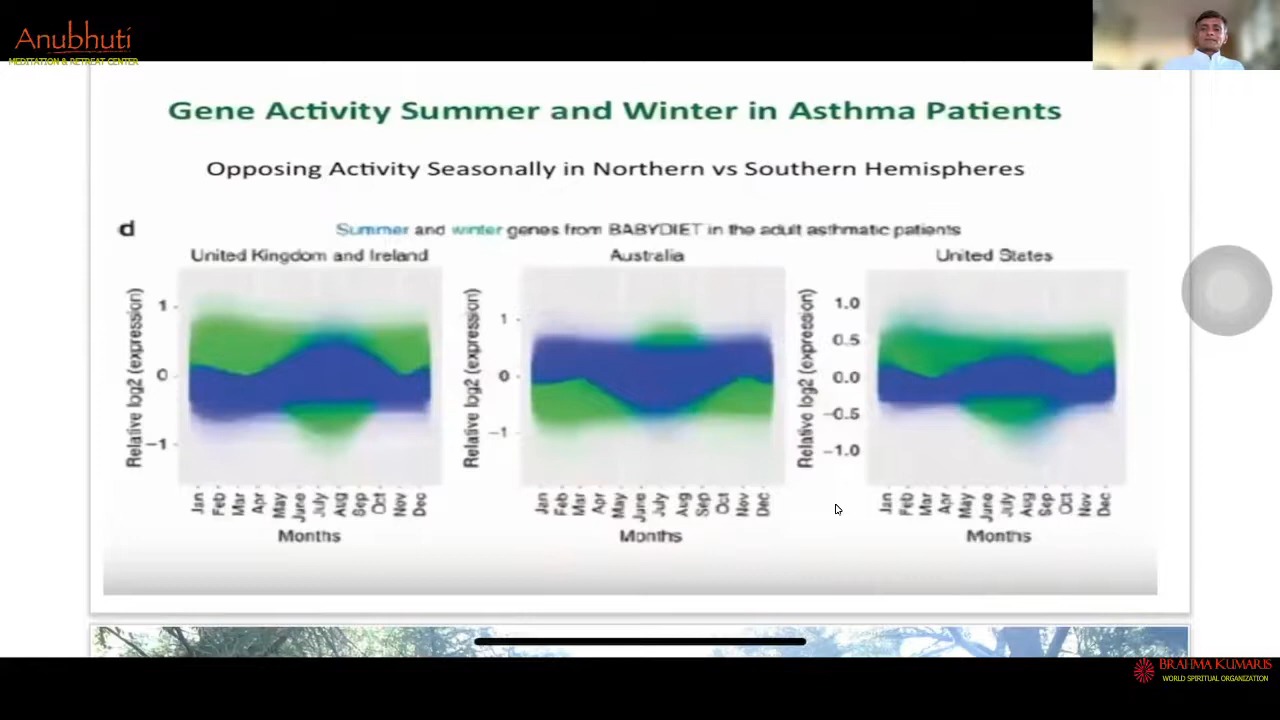 Anubhuti
MEDITATION & RETREAT CENTER
Gene Activity Summer and Winter in Asthma Patients
Opposing Activity Seasonally in Northern vs Southern Hemispheres
d
Summer and winter genes from BABYDIET in the adult asthmatic patients
United Kingdom and Ireland
Relative log2 (expression)
1
0
−1
Jan Feb Mar Apr May June July Aug Sep Oct Nov Dec
Months
Australia
Relative log2 (expression)
1
0
−1
Jan Feb Mar Apr May June July Aug Sep Oct Nov Dec
Months
United States
Relative log2 (expression)
1.0
0.5
0.0
−0.5
−1.0
Jan Feb Mar Apr May June July Aug Sep Oct Nov Dec
Months
BRAHMA KUMARIS
WORLD SPIRITUAL ORGANIZATION